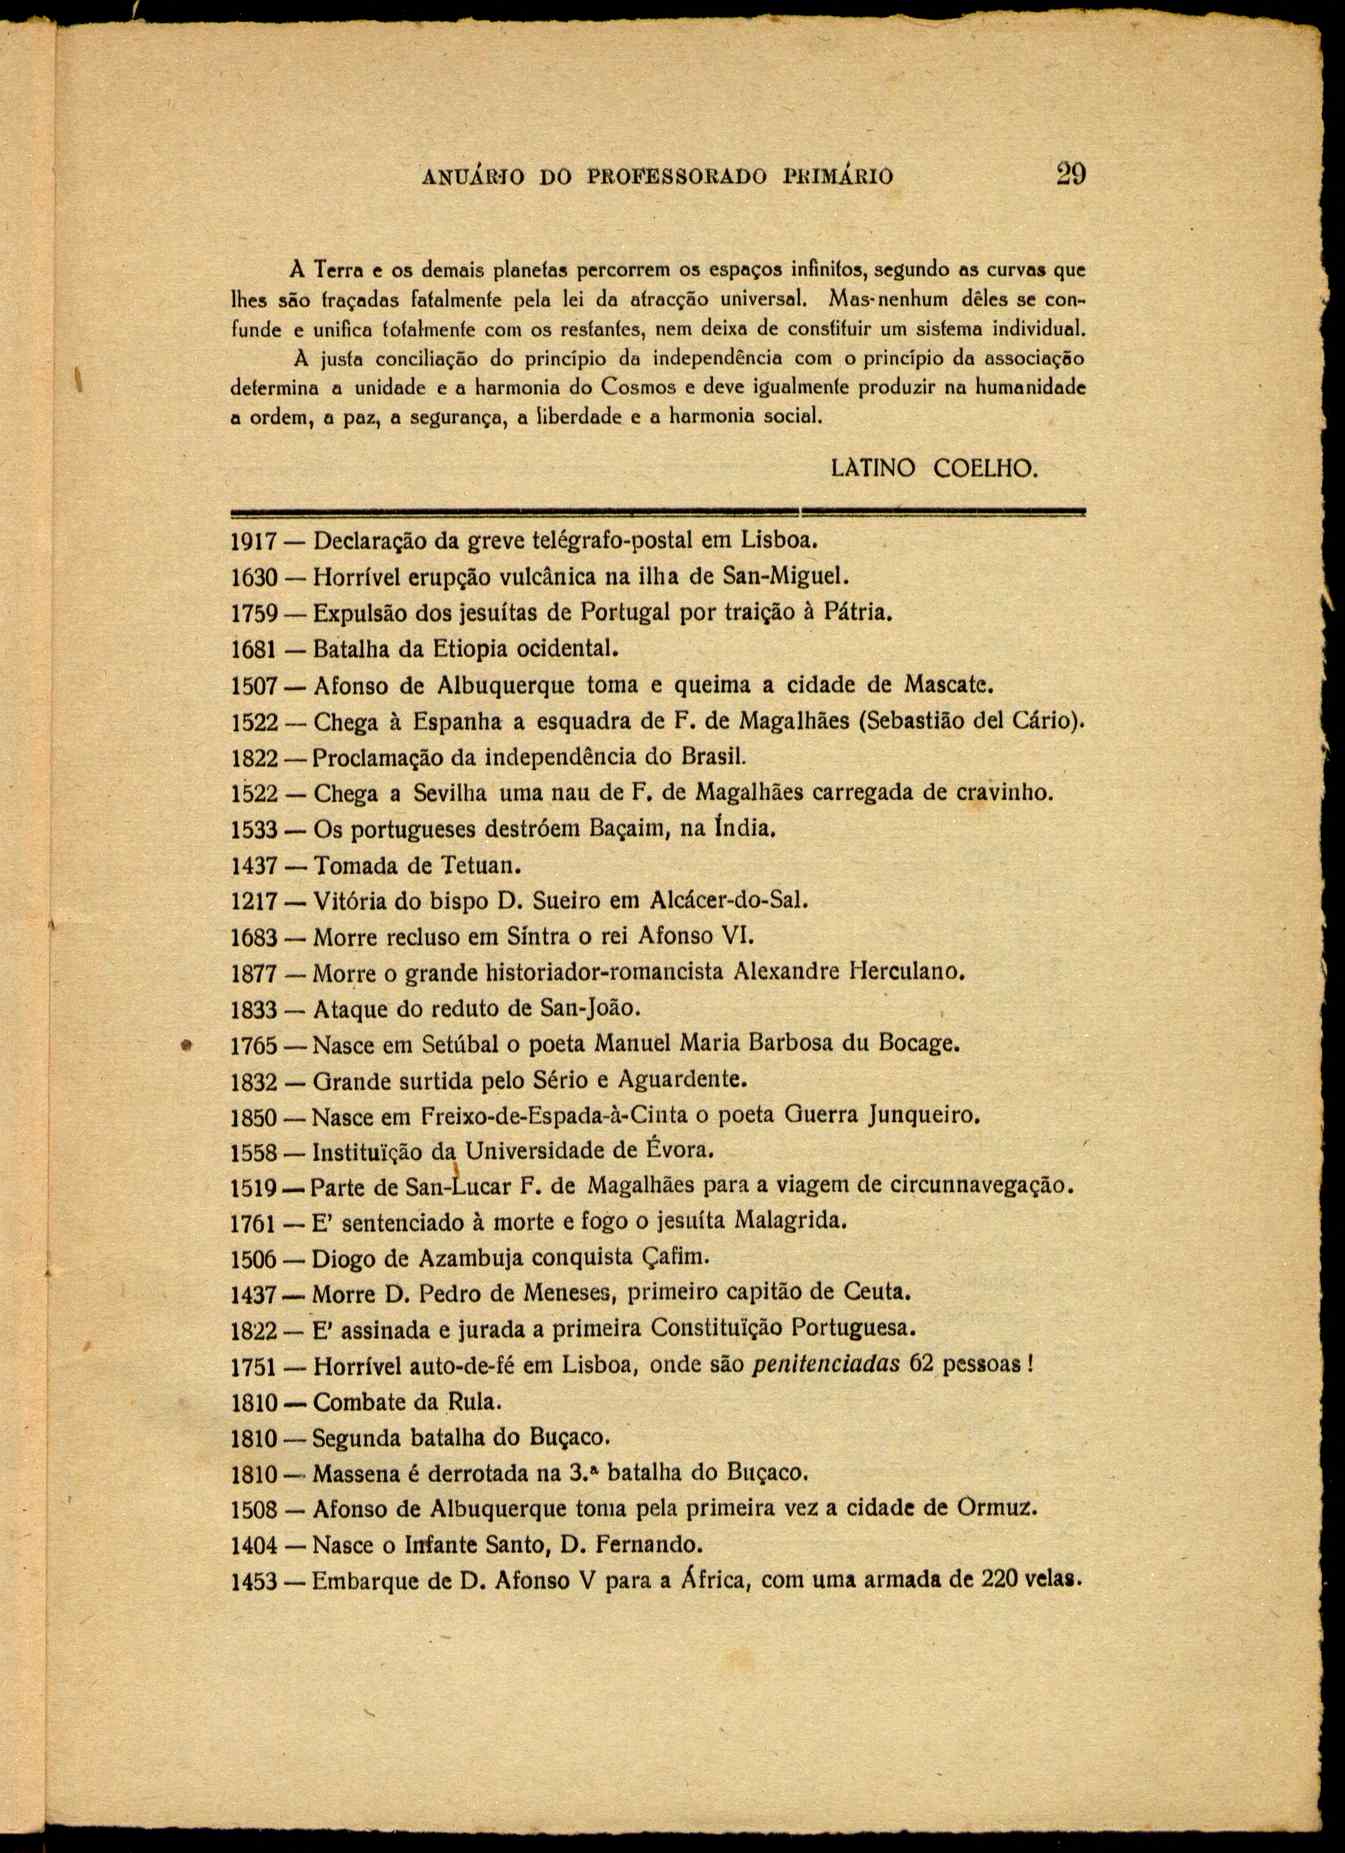 ANUÁRIO DO PROFESSORADO PRIMÁRIO 29
A Terra e os demais planetas percorrem os espaços infinitos, segundo as curvas que
lhes são traçadas fatalmente pela lei da atracção universal. Mas nenhum dêles se con-
funde e unifica totalmente com os restantes, nem deixa de constituir um sistema individual.
A justa conciliação do princípio da independência com o princípio da associação
determina a unidade e a harmonia do Cosmos e deve igualmente produzir na humanidade
a ordem, a paz, a segurança, a liberdade e a harmonia social.
LATINO COELHO.
1917 — Declaração da greve telégrafo-postal em Lisboa.
1630 — Horrível erupção vulcânica na ilha de San-Miguel.
1759 — Expulsão dos jesuítas de Portugal por traição à Pátria.
1681 — Batalha da Etiopia ocidental.
1507 — Afonso de Albuquerque toma e queima a cidade de Mascate.
1522 — Chega à Espanha a esquadra de F. de Magalhães (Sebastião del Cário).
1822 — Proclamação da independência do Brasil.
1522 — Chega a Sevilha uma nau de F. de Magalhães carregada de cravinho.
1533 — Os portugueses destróem Baçaim, na Índia.
1437 — Tomada de Tetuan.
1217 — Vitória do bispo D. Sueiro em Alcácer-do-Sal.
1683 — Morre recluso em Síntra o rei Afonso VI.
1877 — Morre o grande historiador-romancista Alexandre Herculano.
1833 — Ataque do reduto de San-João.
1765 — Nasce em Setúbal o poeta Manuel Maria Barbosa du Bocage.
1832 — Grande surtida pelo Sério e Aguardente.
1850 — Nasce em Freixo-de-Espada-à-Cinta o poeta Guerra Junqueiro.
1558 — Instituïção da Universidade de Évora.
1519 — Parte de San-Lucar F. de Magalhães para a viagem de circunnavegação.
1761 — E' sentenciado à morte e fogo o jesuíta Malagrida.
1506 — Diogo de Azambuja conquista Çafim.
1437 — Morre D. Pedro de Meneses, primeiro capitão de Ceuta.
1822 — E' assinada e jurada a primeira Constituïção Portuguesa.
1751 — Horrível auto-de-fé em Lisboa, onde são penitenciadas 62 pessoas !
1810 — Combate da Rula.
1810 — Segunda batalha do Buçaco.
1810 — Massena é derrotada na 3.ª batalha do Buçaco.
1508 — Afonso de Albuquerque toma pela primeira vez a cidade de Ormuz.
1404 — Nasce o Infante Santo, D. Fernando.
1453 — Embarque de D. Afonso V para a África, com uma armada de 220 velas.